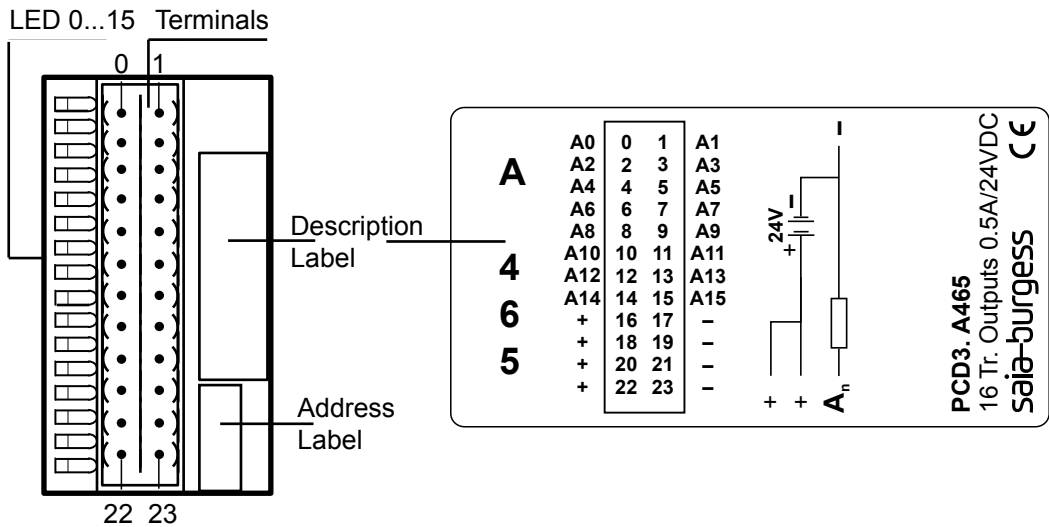 LED 0...15 Terminals
0 1
Description
Label
Address
Label
22 23
A
4
6
5
A0 0 1 A1
A2 2 3 A3
A4 4 5 A5
A6 6 7 A7
A8 8 9 A9
A10 10 11 A11
A12 12 13 A13
A14 14 15 A15
+ 16 17 –
+ 18 19 –
+ 20 21 –
+ 22 23 –
24V
+ –
–
+ + An
PCD3. A465
16 Tr. Outputs 0.5A/24VDC
saia-burgess CE